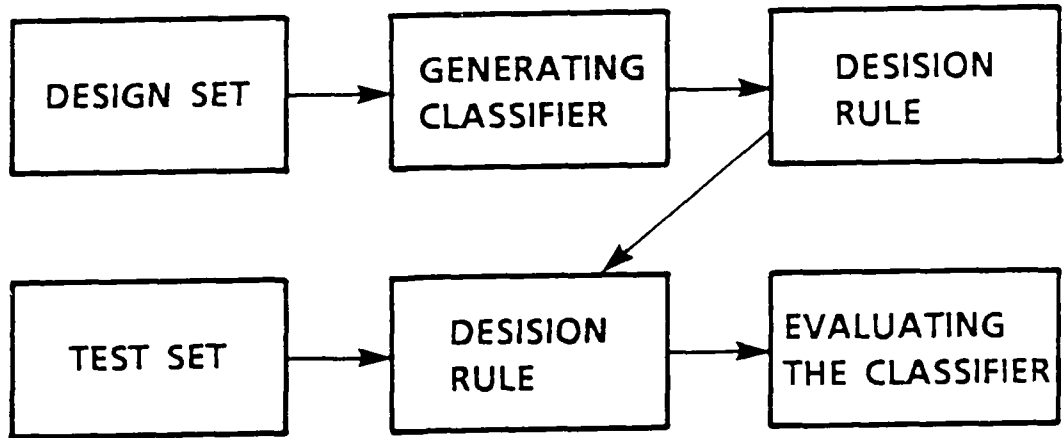 DESIGN SET
GENERATING
CLASSIFIER
DESISION
RULE
TEST SET
DESISION
RULE
EVALUATING
THE CLASSIFIER